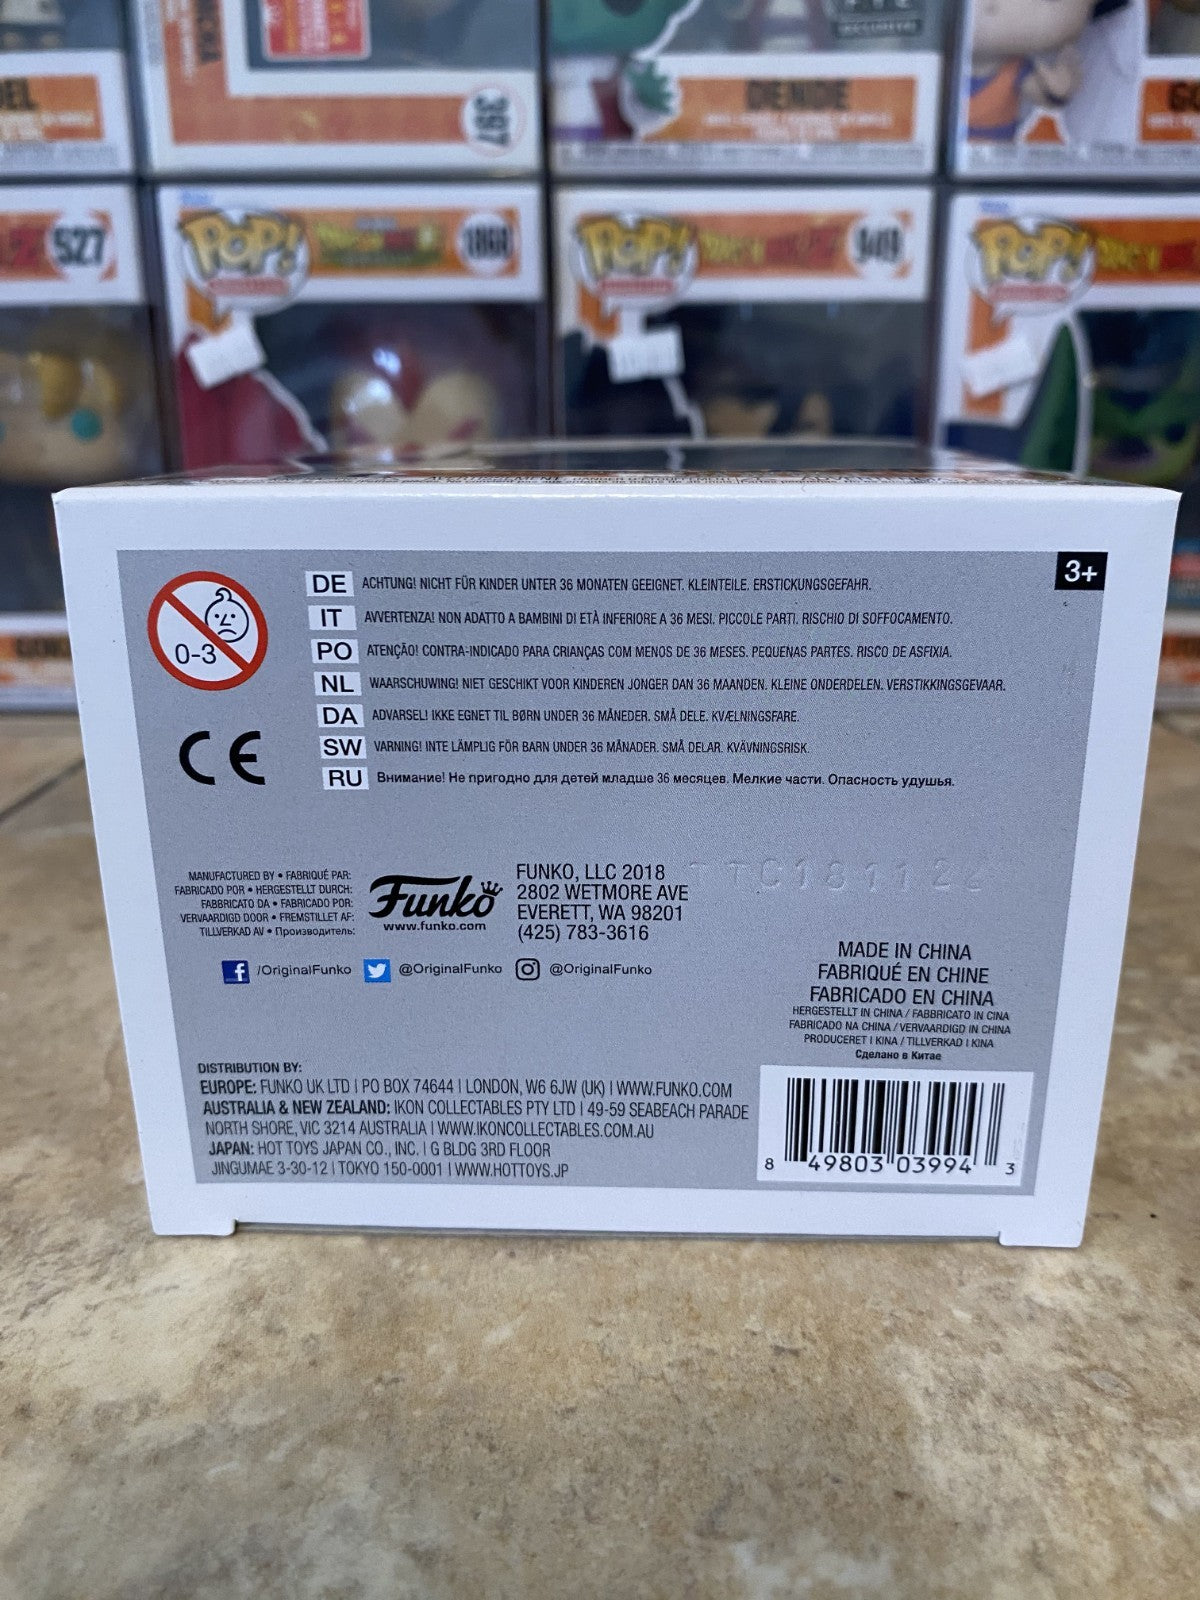 397
DENDE
EXCLUSIVE
527
POP!
1868
POP!
949
POP!
3+
0-3
DE ACHTUNG! NICHT FÜR KINDER UNTER 36 MONATEN GEEIGNET. KLEINTEILE. ERSTICKUNGSGEFAHR.
IT AVVERTENZA! NON ADATTO A BAMBINI DI ETÀ INFERIORE A 36 MESI. PICCOLE PARTI. RISCHIO DI SOFFOCAMENTO.
PO ATENÇÃO! CONTRA-INDICADO PARA CRIANÇAS COM MENOS DE 36 MESES. PEQUENAS PARTES. RISCO DE ASFIXIA.
NL WAARSCHUWING! NIET GESCHIKT VOOR KINDEREN JONGER DAN 36 MAANDEN. KLEINE ONDERDELEN. VERSTIKKINGSGEVAAR.
DA ADVARSEL! IKKE EGNET TIL BØRN UNDER 36 MÅNEDER. SMÅ DELE. KVÆLNINGSFARE.
SW VARNING! INTE LÄMPLIG FÖR BARN UNDER 36 MÅNADER. SMÅ DELAR. KVÄVNINGSRISK.
RU Внимание! Не пригодно для детей младше 36 месяцев. Мелкие части. Опасность удушья.
CE
MANUFACTURED BY • FABRIQUÉ PAR:
FABRICADO POR • HERGESTELLT DURCH:
FABBRICATO DA • FABRICADO POR:
VERVAARDIGD DOOR • FREMSTILLET AF:
TILLVERKAD AV • Производитель:
Funko
www.funko.com
FUNKO, LLC 2018
2802 WETMORE AVE
EVERETT, WA 98201
(425) 783-3616
/OriginalFunko @OriginalFunko @OriginalFunko
MADE IN CHINA
FABRIQUÉ EN CHINE
FABRICADO EN CHINA
HERGESTELLT IN CHINA / FABBRICATO IN CINA
FABRICADO NA CHINA / VERVAARDIGD IN CHINA
PRODUCERET I KINA / TILLVERKAD I KINA
Сделано в Китае
DISTRIBUTION BY:
EUROPE: FUNKO UK LTD | PO BOX 74644 | LONDON, W6 6JW (UK) | WWW.FUNKO.COM
AUSTRALIA & NEW ZEALAND: IKON COLLECTABLES PTY LTD | 49-59 SEABEACH PARADE
NORTH SHORE, VIC 3214 AUSTRALIA | WWW.IKONCOLLECTABLES.COM.AU
JAPAN: HOT TOYS JAPAN CO., INC. | G BLDG 3RD FLOOR
JINGUMAE 3-30-12 | TOKYO 150-0001 | WWW.HOTTOYS.JP
8 49803 03994 3